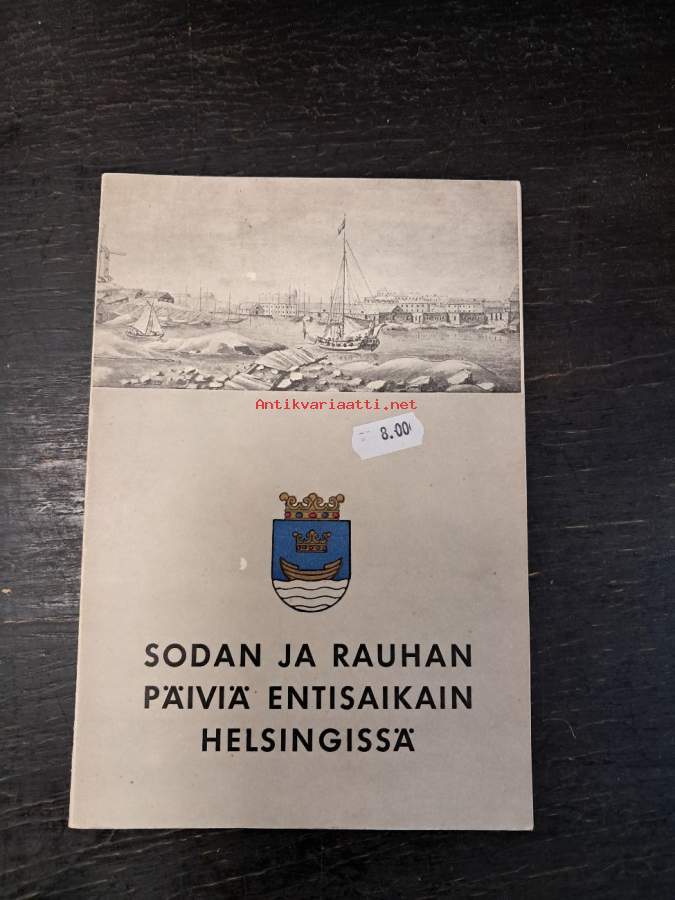 Antikvariaatti.net
8.00
SODAN JA RAUHAN
PÄIVIÄ ENTISAIKAIN
HELSINGISSÄ